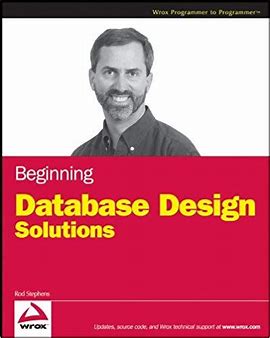 Wrox Programmer to Programmer™
Beginning
Database Design
Solutions
Rod Stephens
wrox
Updates, source code, and Wrox technical support at www.wrox.com